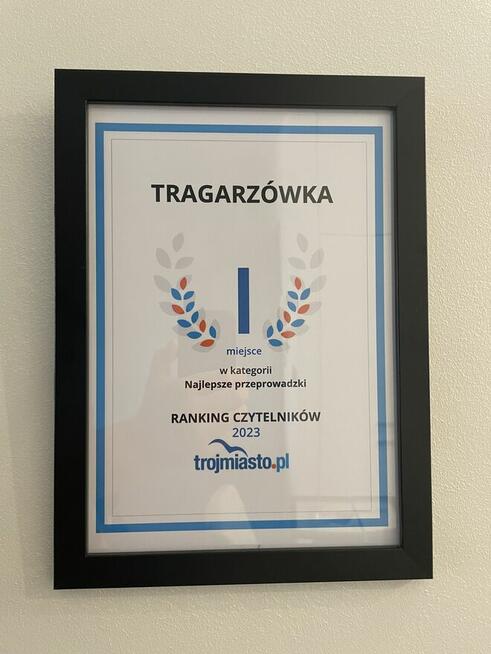 TRAGARZÓWKA
I
miejsce
w kategorii
Najlepsze przeprowadzki
RANKING CZYTELNIKÓW
2023
trojmiasto.pl